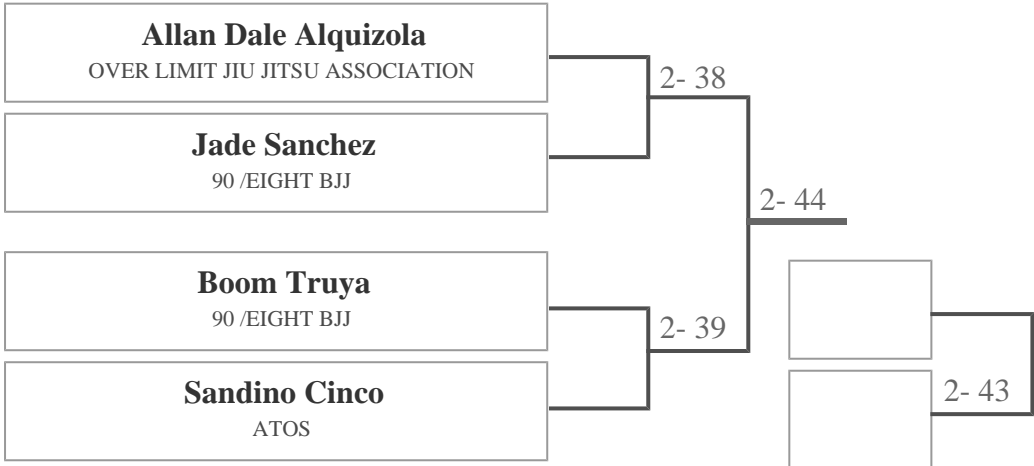 Allan Dale Alquizola
OVER LIMIT JIU JITSU ASSOCIATION
2- 38
Jade Sanchez
90 /EIGHT BJJ
2- 44
Boom Truya
90 /EIGHT BJJ
2- 39
Sandino Cinco
ATOS
2- 43